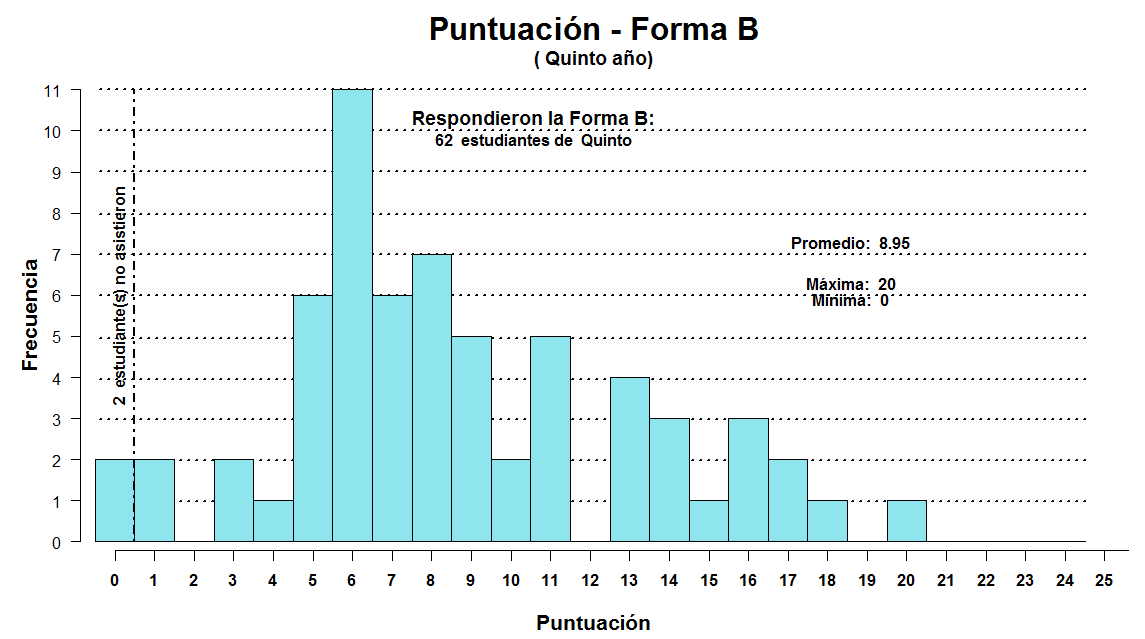 Puntuación - Forma B
( Quinto año)
Respondieron la Forma B:
62 estudiantes de Quinto
Promedio: 8.95
Máxima: 20
Mínima: 0
2 estudiante(s) no asistieron
Frecuencia
11
10
9
8
7
6
5
4
3
2
1
0
0 1 2 3 4 5 6 7 8 9 10 11 12 13 14 15 16 17 18 19 20 21 22 23 24 25
Puntuación